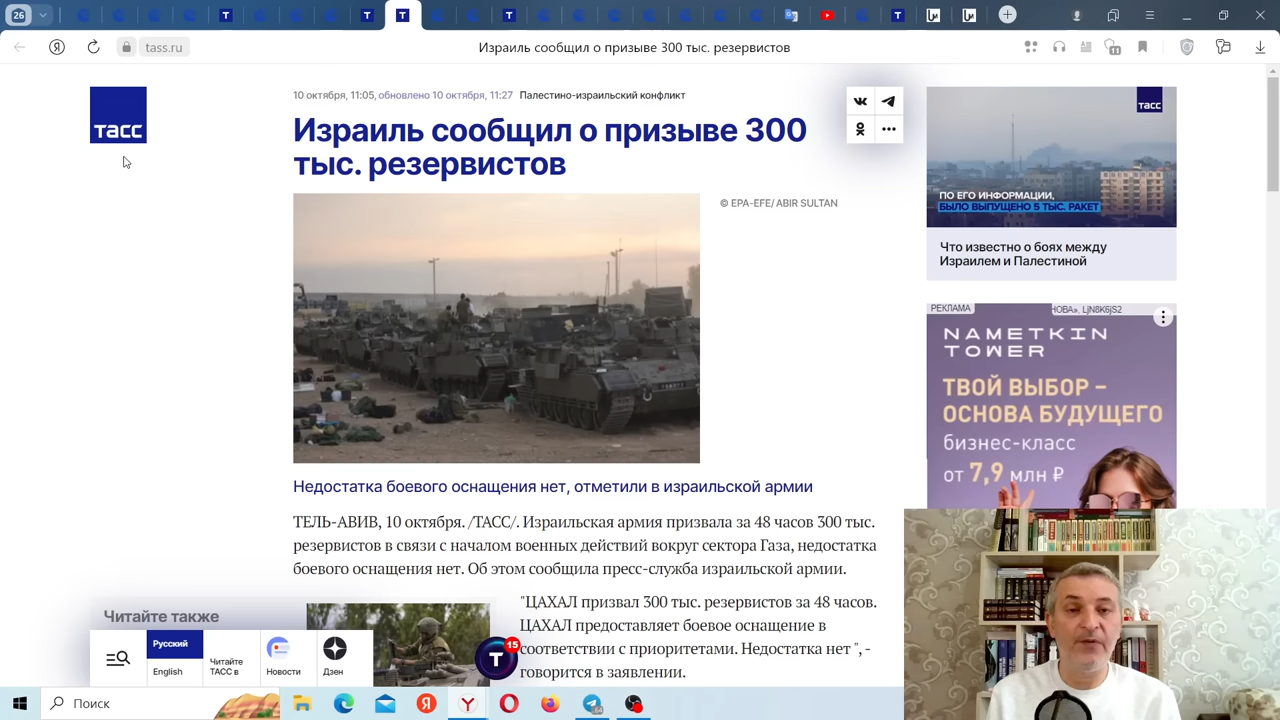 26
tass.ru
Израиль сообщил о призыве 300 тыс. резервистов
11
тасс
10 октября, 11:05, обновлено 10 октября, 11:27 Палестино-израильский конфликт
Израиль сообщил о призыве 300
тыс. резервистов
© EPA-EFE/ ABIR SULTAN
тасс
ПО ЕГО ИНФОРМАЦИИ,
БЫЛО ВЫПУЩЕНО 5 ТЫС. РАКЕТ
Что известно о боях между
Израилем и Палестиной
РЕКЛАМА
НОВА», LjN8K6jS2
NAMETKIN
TOWER
ТВОЙ ВЫБОР –
ОСНОВА БУДУЩЕГО
бизнес-класс
от 7,9 млн ₽
Недостатка боевого оснащения нет, отметили в израильской армии
ТЕЛЬ-АВИВ, 10 октября. /ТАСС/. Израильская армия призвала за 48 часов 300 тыс.
резервистов в связи с началом военных действий вокруг сектора Газа, недостатка
боевого оснащения нет. Об этом сообщила пресс-служба израильской армии.
"ЦАХАЛ призвал 300 тыс. резервистов за 48 часов.
ЦАХАЛ предоставляет боевое оснащение в
соответствии с приоритетами. Недостатка нет ", -
говорится в заявлении.
Читайте также
Русский
English
Читайте
ТАСС в
Новости
Дзен
T
15
Поиск